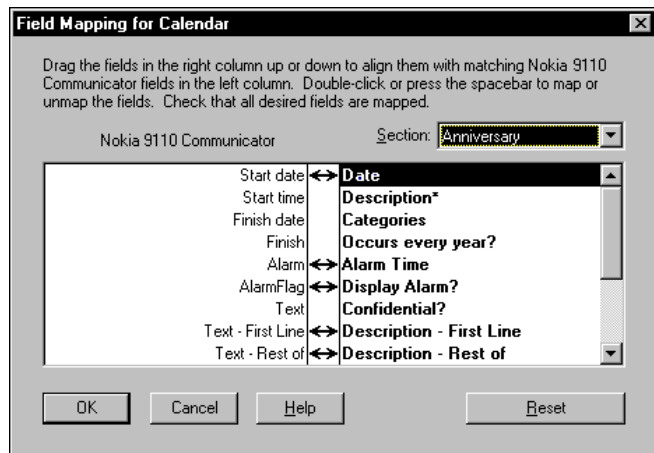 Field Mapping for Calendar
Drag the fields in the right column up or down to align them with matching Nokia 9110
Communicator fields in the left column. Double-click or press the spacebar to map or
unmap the fields. Check that all desired fields are mapped.
Nokia 9110 Communicator Section: Anniversary
Start date Date
Start time Description*
Finish date Categories
Finish Occurs every year?
Alarm Alarm Time
AlarmFlag Display Alarm?
Text Confidential?
Text - First Line Description - First Line
Text - Rest of Description - Rest of
OK Cancel Help Reset